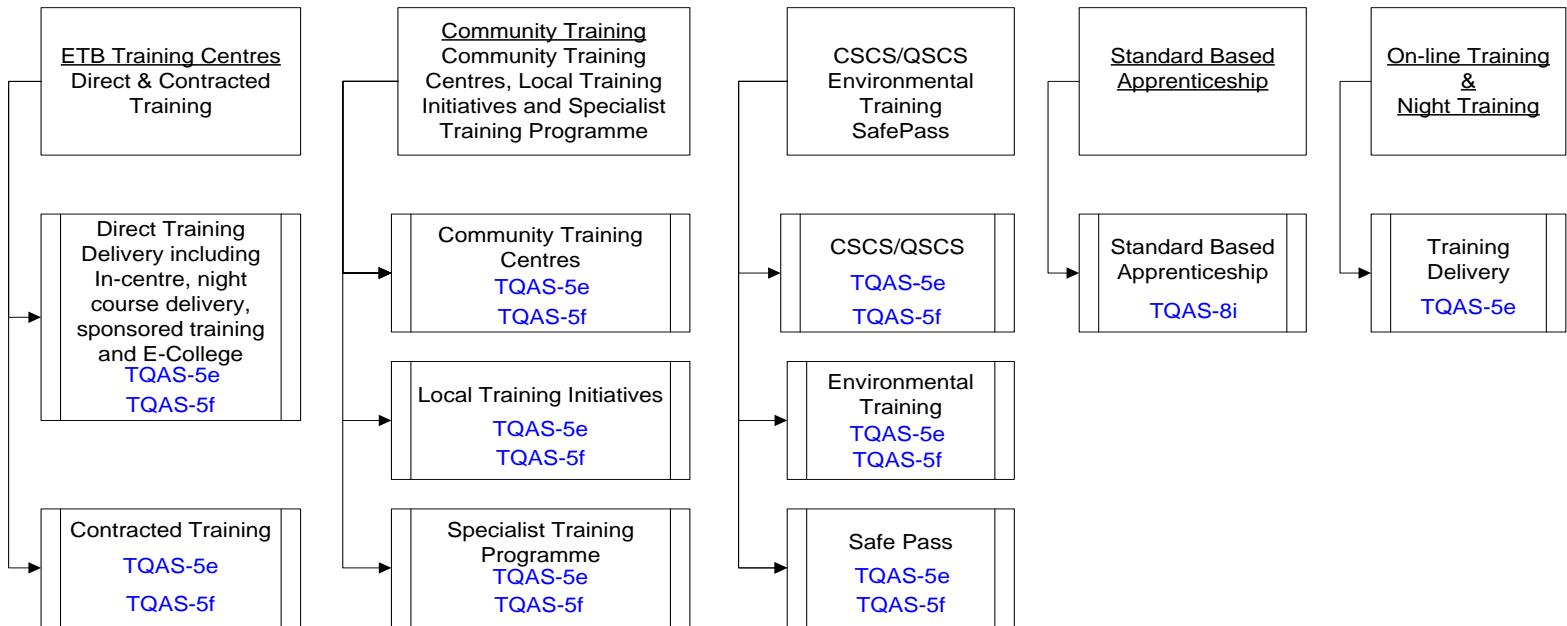 ETB Training Centres
Direct & Contracted
Training
Community Training
Community Training
Centres, Local Training
Initiatives and Specialist
Training Programme
CSCS/QSCS
Environmental
Training
SafePass
Standard Based
Apprenticeship
On-line Training
&
Night Training
Direct Training
Delivery including
In-centre, night
course delivery,
sponsored training
and E-College
TQAS-5e
TQAS-5f
Community Training
Centres
TQAS-5e
TQAS-5f
CSCS/QSCS
TQAS-5e
TQAS-5f
Standard Based
Apprenticeship
TQAS-8i
Training
Delivery
TQAS-5e
Local Training Initiatives
TQAS-5e
TQAS-5f
Environmental
Training
TQAS-5e
TQAS-5f
Contracted Training
TQAS-5e
TQAS-5f
Specialist Training
Programme
TQAS-5e
TQAS-5f
Safe Pass
TQAS-5e
TQAS-5f